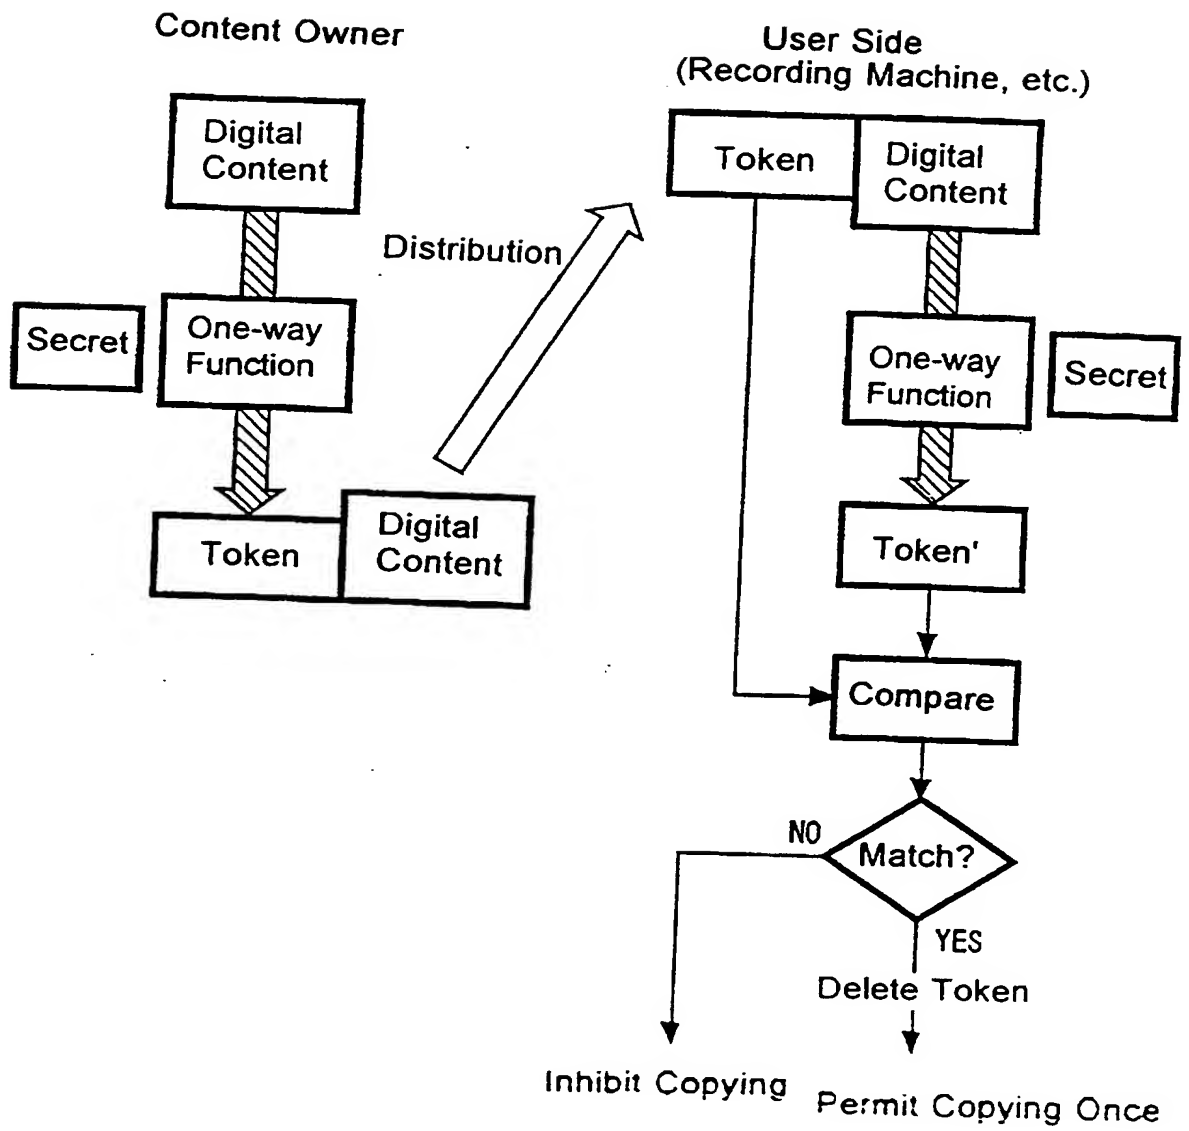 Content Owner
Digital
Content
Secret
One-way
Function
Token
Digital
Content
Distribution
User Side
(Recording Machine, etc.)
Token
Digital
Content
One-way
Function
Secret
Token'
Compare
Match?
NO
YES
Delete Token
Inhibit Copying
Permit Copying Once